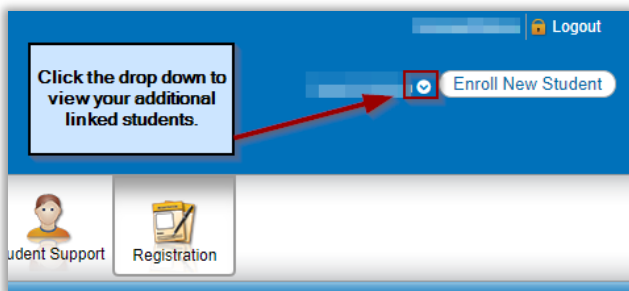 Logout
Click the drop down to
view your additional
linked students.
Enroll New Student
udent Support
Registration